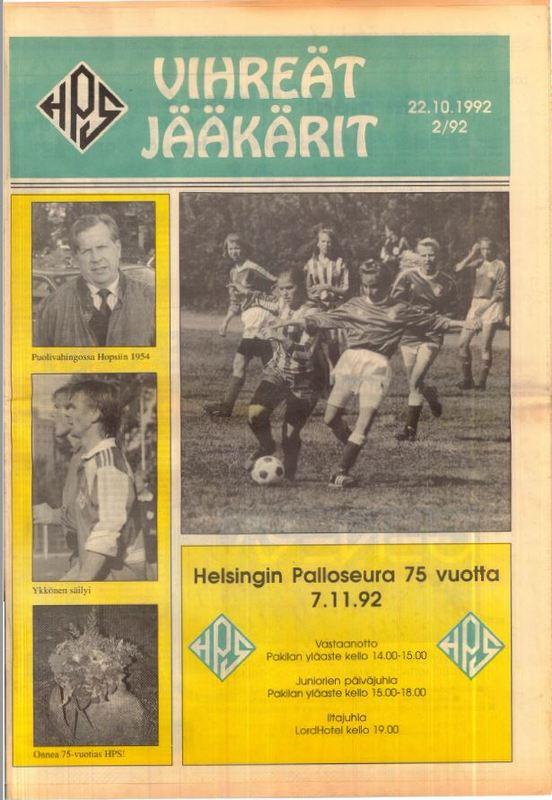 HPS
VIHREÄT
JÄÄKÄRIT
22.10.1992
2/92
Puolivahingossa Hopsiin 1954
Ykkönen säilyi
Onnea 75-vuotias HPS!
Helsingin Palloseura 75 vuotta
7.11.92
HPS
HPS
Vastaanotto
Pakilan yläaste kello 14.00-15.00
Juniorien päiväjuhla
Pakilan yläaste kello 15.00-18.00
Iltajuhla
LordHotel kello 19.00